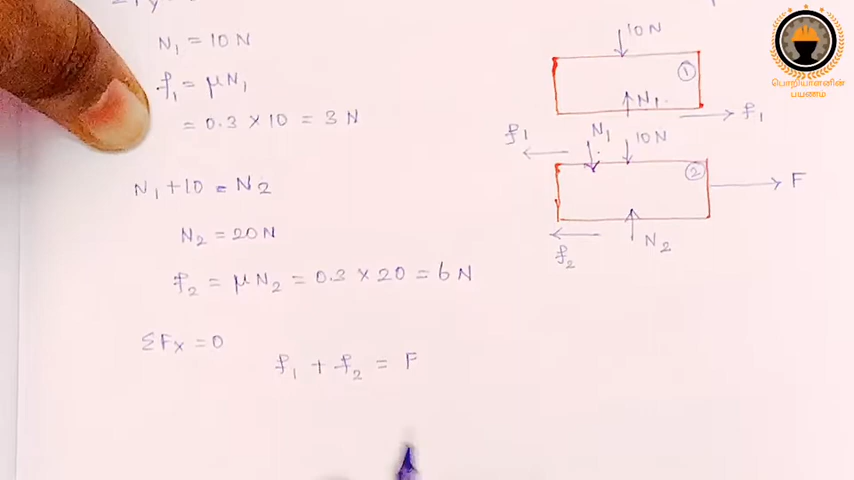 N₁ = 10 N
f₁ = μN₁
= 0.3 × 10 = 3 N
N₁ + 10 = N₂
N₂ = 20N
f₂ = μN₂ = 0.3 × 20 = 6 N
ΣFx = 0
f₁ + f₂ = F
10 N
1
N₁
f₁
f₁
N₁
10 N
2
F
f₂
N₂
பொறியாளனின்
பயணம்